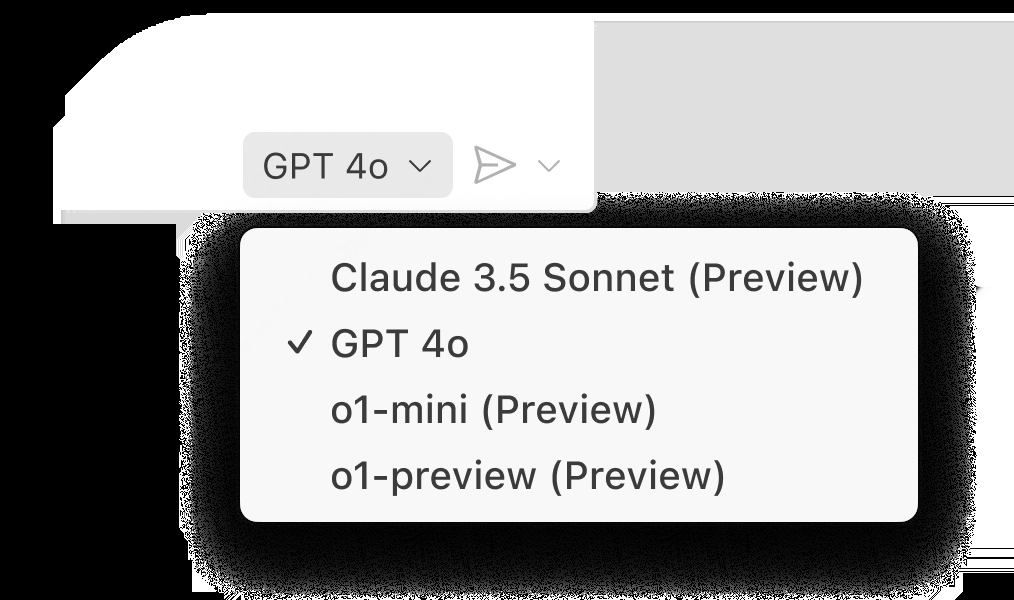 GPT 4o
Claude 3.5 Sonnet (Preview)
GPT 4o
o1-mini (Preview)
o1-preview (Preview)